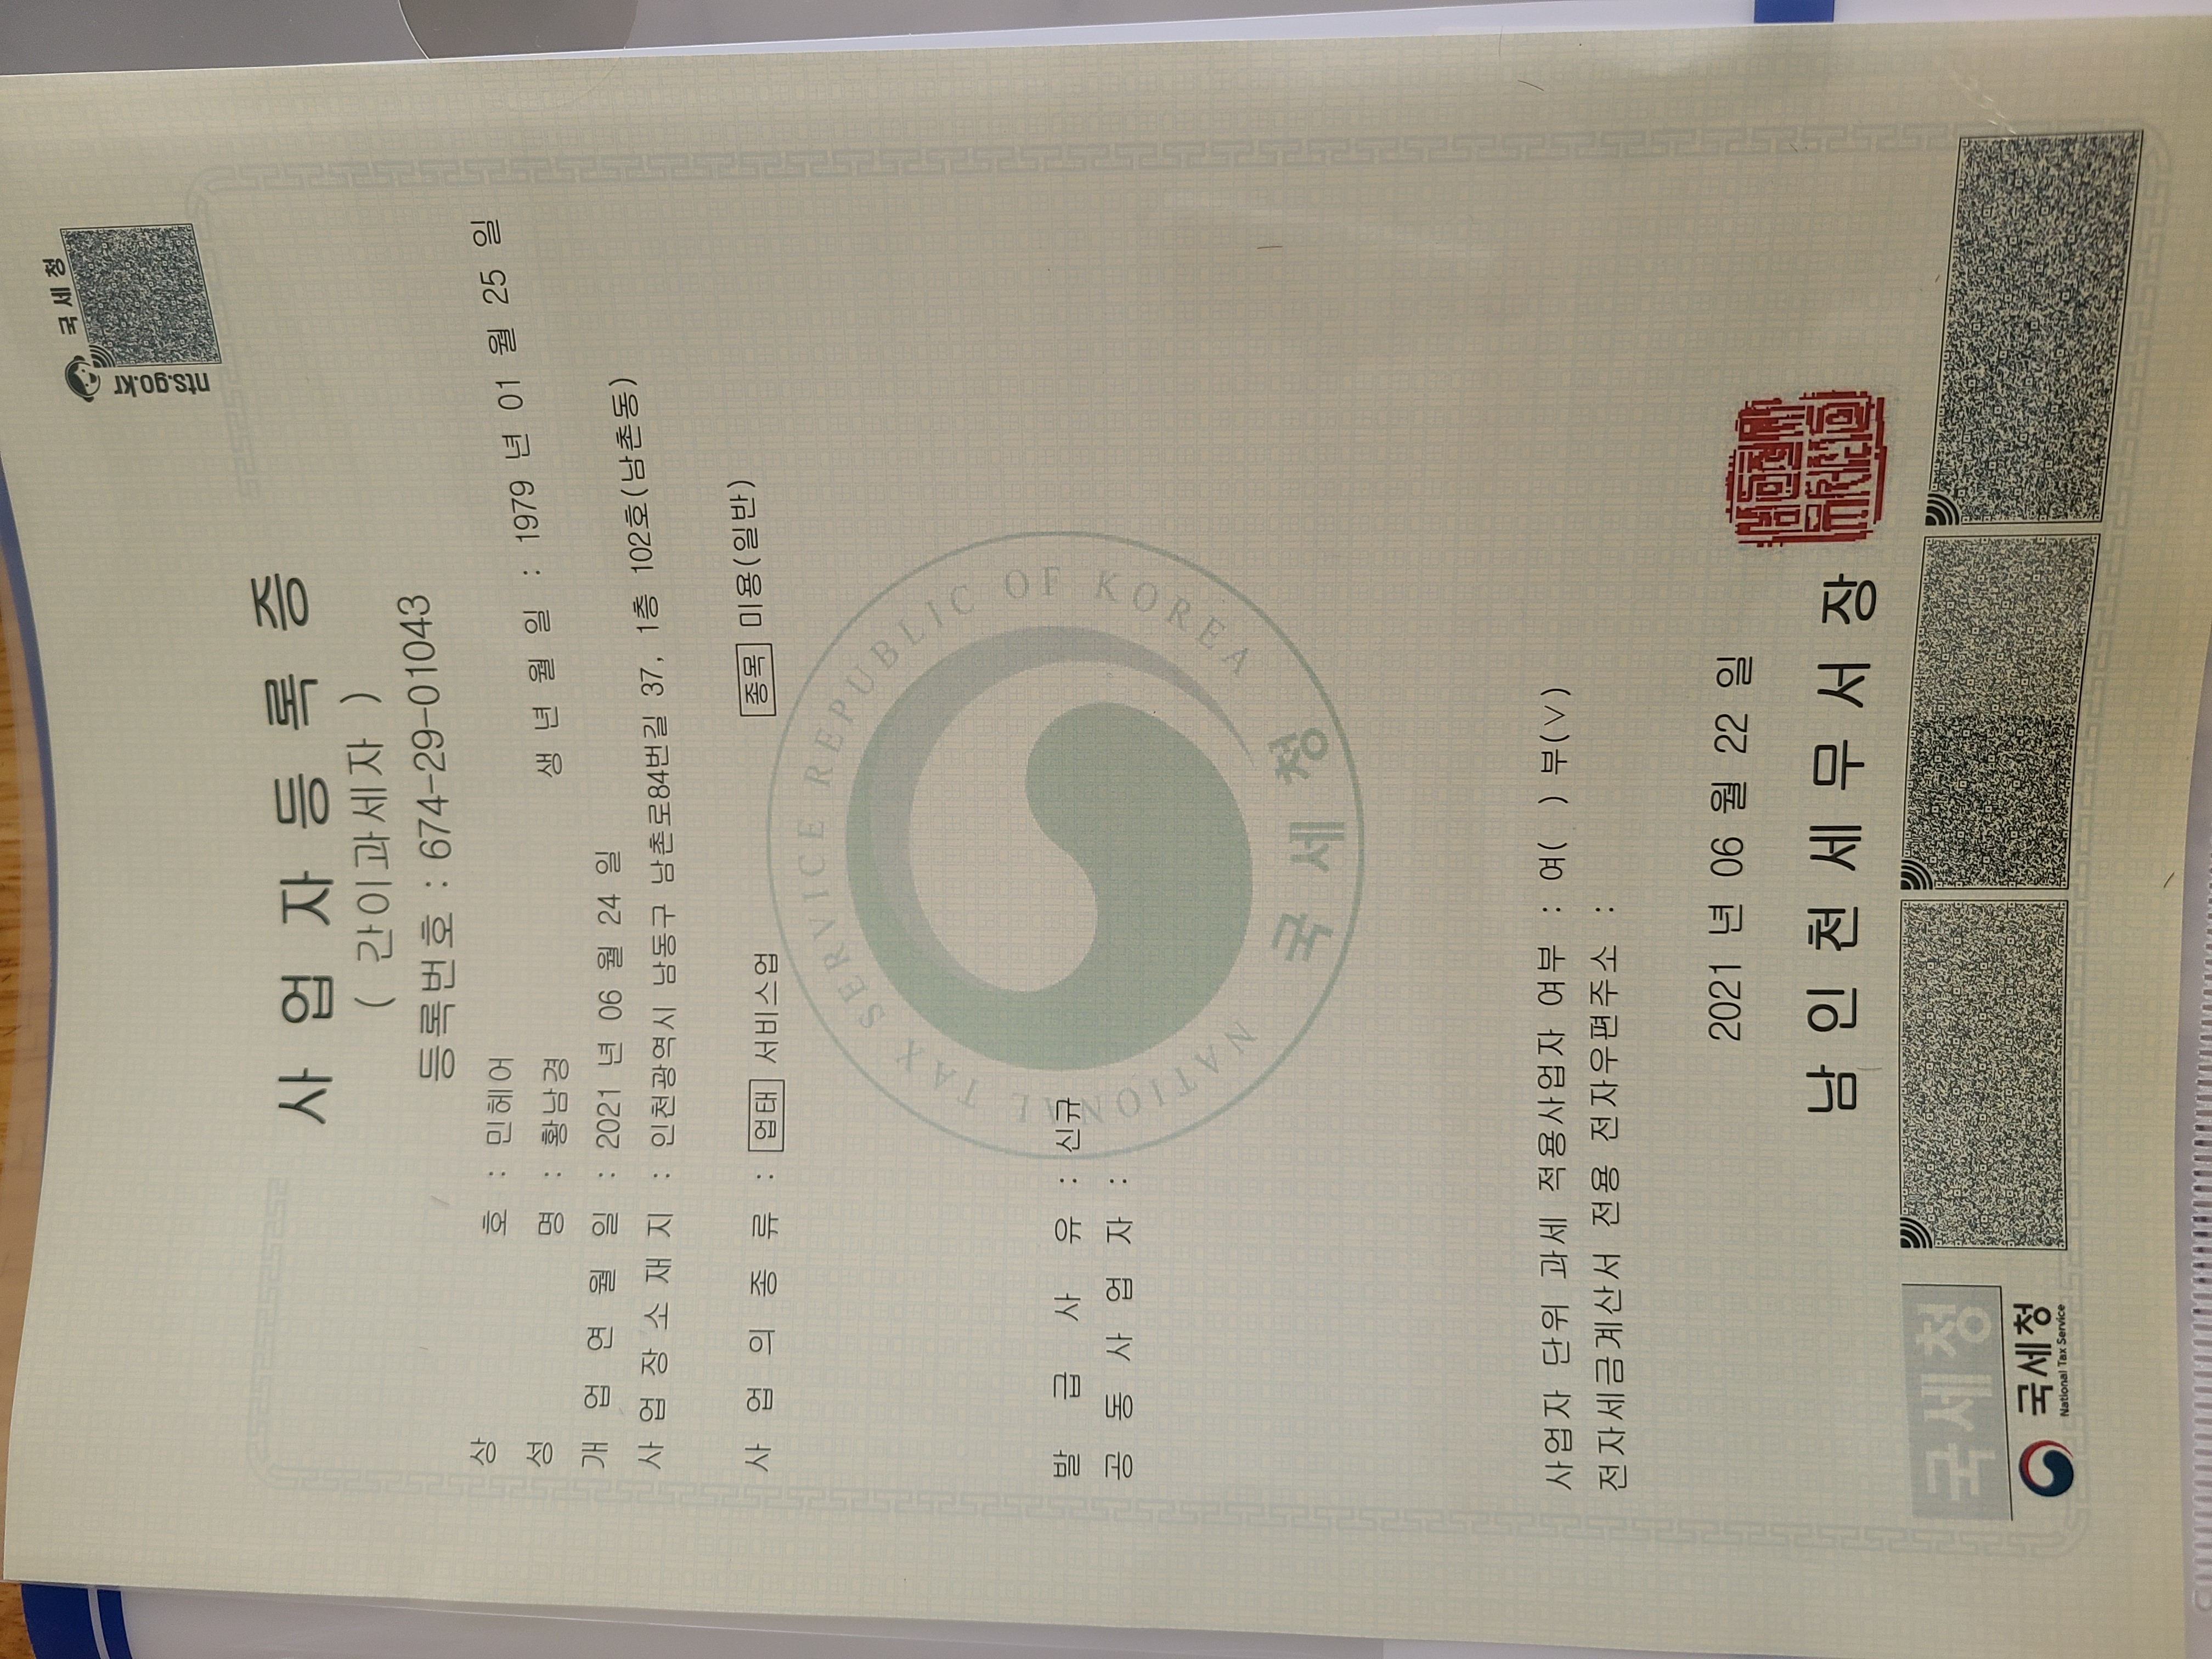 국세청
nts.go.kr
사 업 자 등 록 증
( 간이과세자 )
등록번호 : 674-29-01043
상 호 : 민헤어
성 명 : 황남경 생 년 월 일 : 1979 년 01 월 25 일
개 업 연 월 일 : 2021 년 06 월 24 일
사 업 장 소 재 지 : 인천광역시 남동구 남촌로84번길 37, 1층 102호(남촌동)
사 업 의 종 류 : 업태 서비스업 종목 미용(일반)
NATIONAL TAX SERVICE REPUBLIC OF KOREA
국세청
발 급 사 유 : 신규
공 동 사 업 자 :
사업자 단위 과세 적용사업자 여부 : 여( ) 부(∨)
전자세금계산서 전용 전자우편주소 :
2021 년 06 월 22 일
남 인 천 세 무 서 장
국세청
국세청
National Tax Service